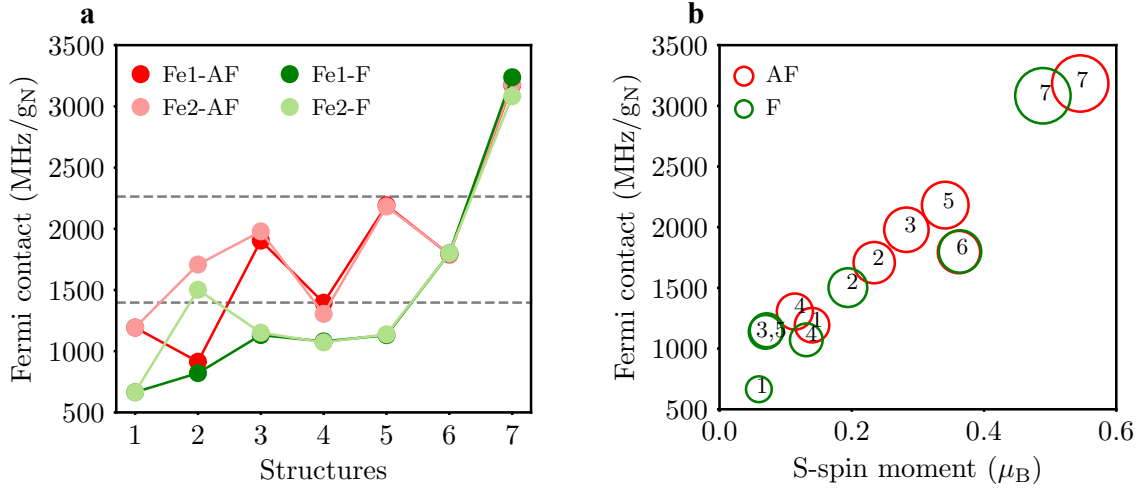 a
3500
3000
2500
2000
1500
1000
500
Fermi contact (MHz/g_N)
Fe1-AF
Fe2-AF
Fe1-F
Fe2-F
1 2 3 4 5 6 7
Structures
b
3500
3000
2500
2000
1500
1000
500
Fermi contact (MHz/g_N)
AF
F
7
7
5
3
6
2
2
4
1
3,5
4
1
0.0 0.2 0.4 0.6
S-spin moment (μ_B)